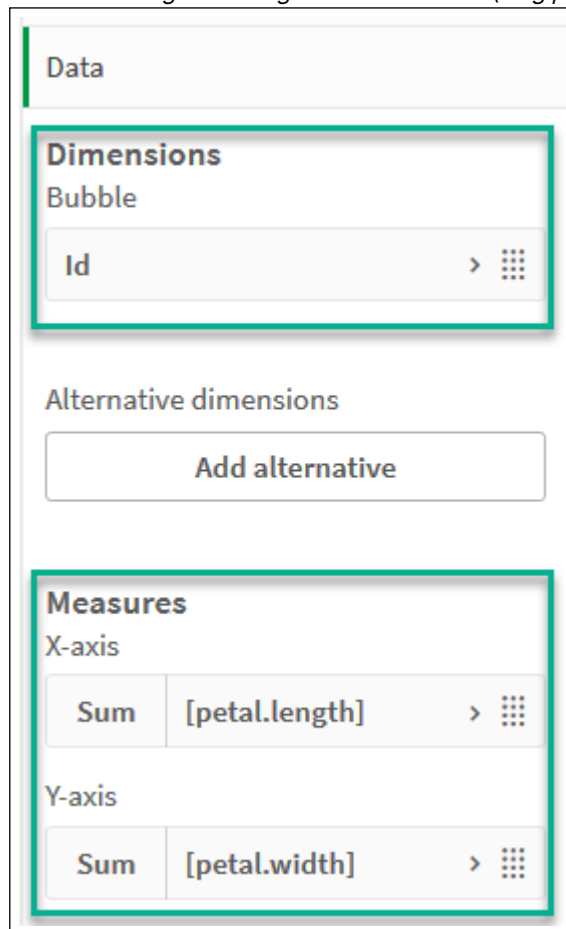 Data
Dimensions
Bubble
Id
Alternative dimensions
Add alternative
Measures
X-axis
Sum [petal.length]
Y-axis
Sum [petal.width]